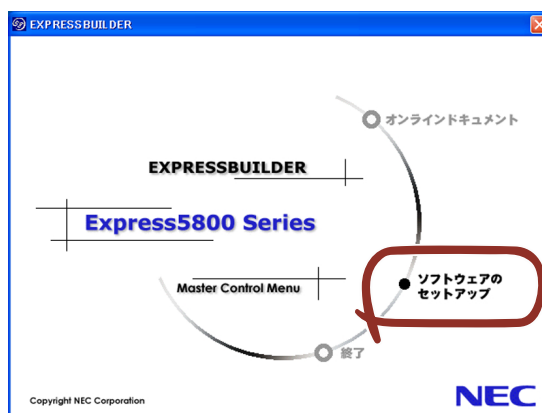 EXPRESSBUILDER
オンラインドキュメント
EXPRESSBUILDER
Express5800 Series
ソフトウェアの
セットアップ
Master Control Menu
終了
Copyright NEC Corporation
NEC